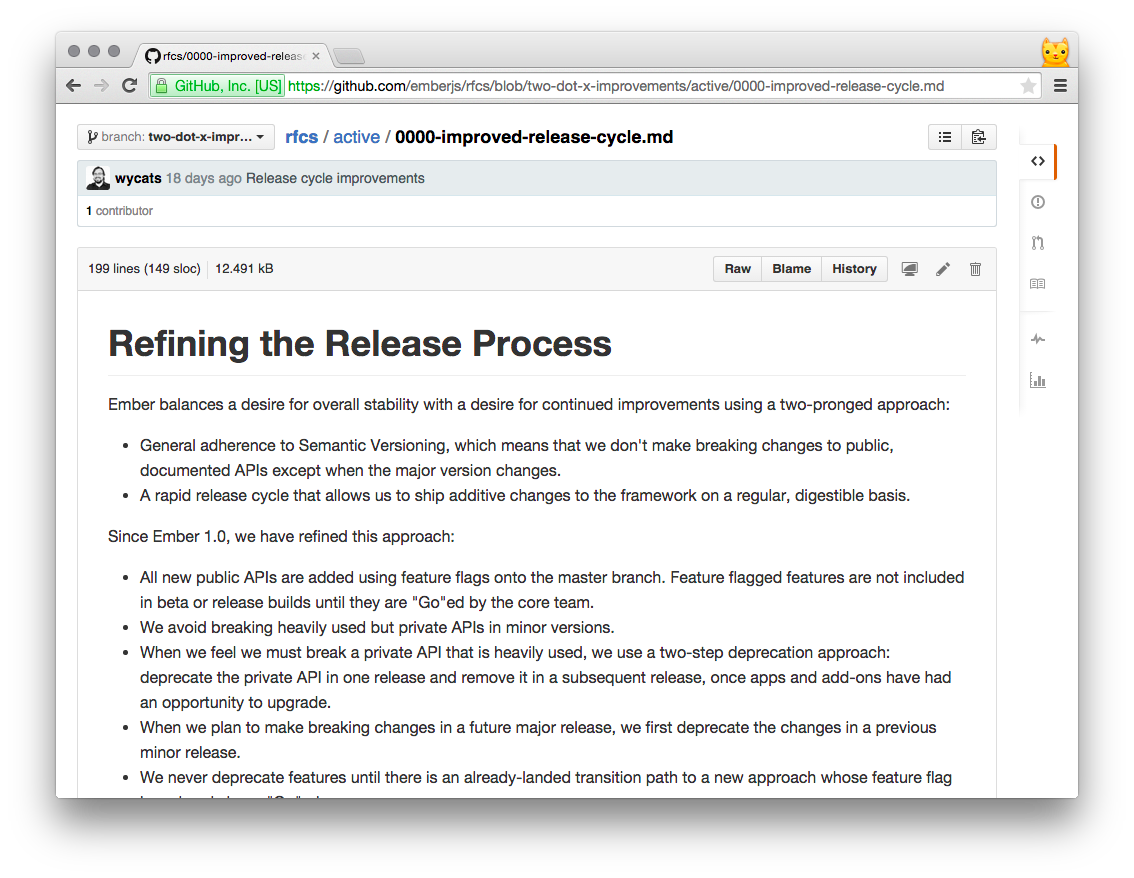 rfcs/0000-improved-release
GitHub, Inc. [US] https://github.com/emberjs/rfcs/blob/two-dot-x-improvements/active/0000-improved-release-cycle.md
branch: two-dot-x-impr... rfcs / active / 0000-improved-release-cycle.md
wycats 18 days ago Release cycle improvements
1 contributor
199 lines (149 sloc) 12.491 kB Raw Blame History
Refining the Release Process
Ember balances a desire for overall stability with a desire for continued improvements using a two-pronged approach:
• General adherence to Semantic Versioning, which means that we don't make breaking changes to public,
documented APIs except when the major version changes.
• A rapid release cycle that allows us to ship additive changes to the framework on a regular, digestible basis.
Since Ember 1.0, we have refined this approach:
• All new public APIs are added using feature flags onto the master branch. Feature flagged features are not included
in beta or release builds until they are "Go"ed by the core team.
• We avoid breaking heavily used but private APIs in minor versions.
• When we feel we must break a private API that is heavily used, we use a two-step deprecation approach:
deprecate the private API in one release and remove it in a subsequent release, once apps and add-ons have had
an opportunity to upgrade.
• When we plan to make breaking changes in a future major release, we first deprecate the changes in a previous
minor release.
• We never deprecate features until there is an already-landed transition path to a new approach whose feature flag